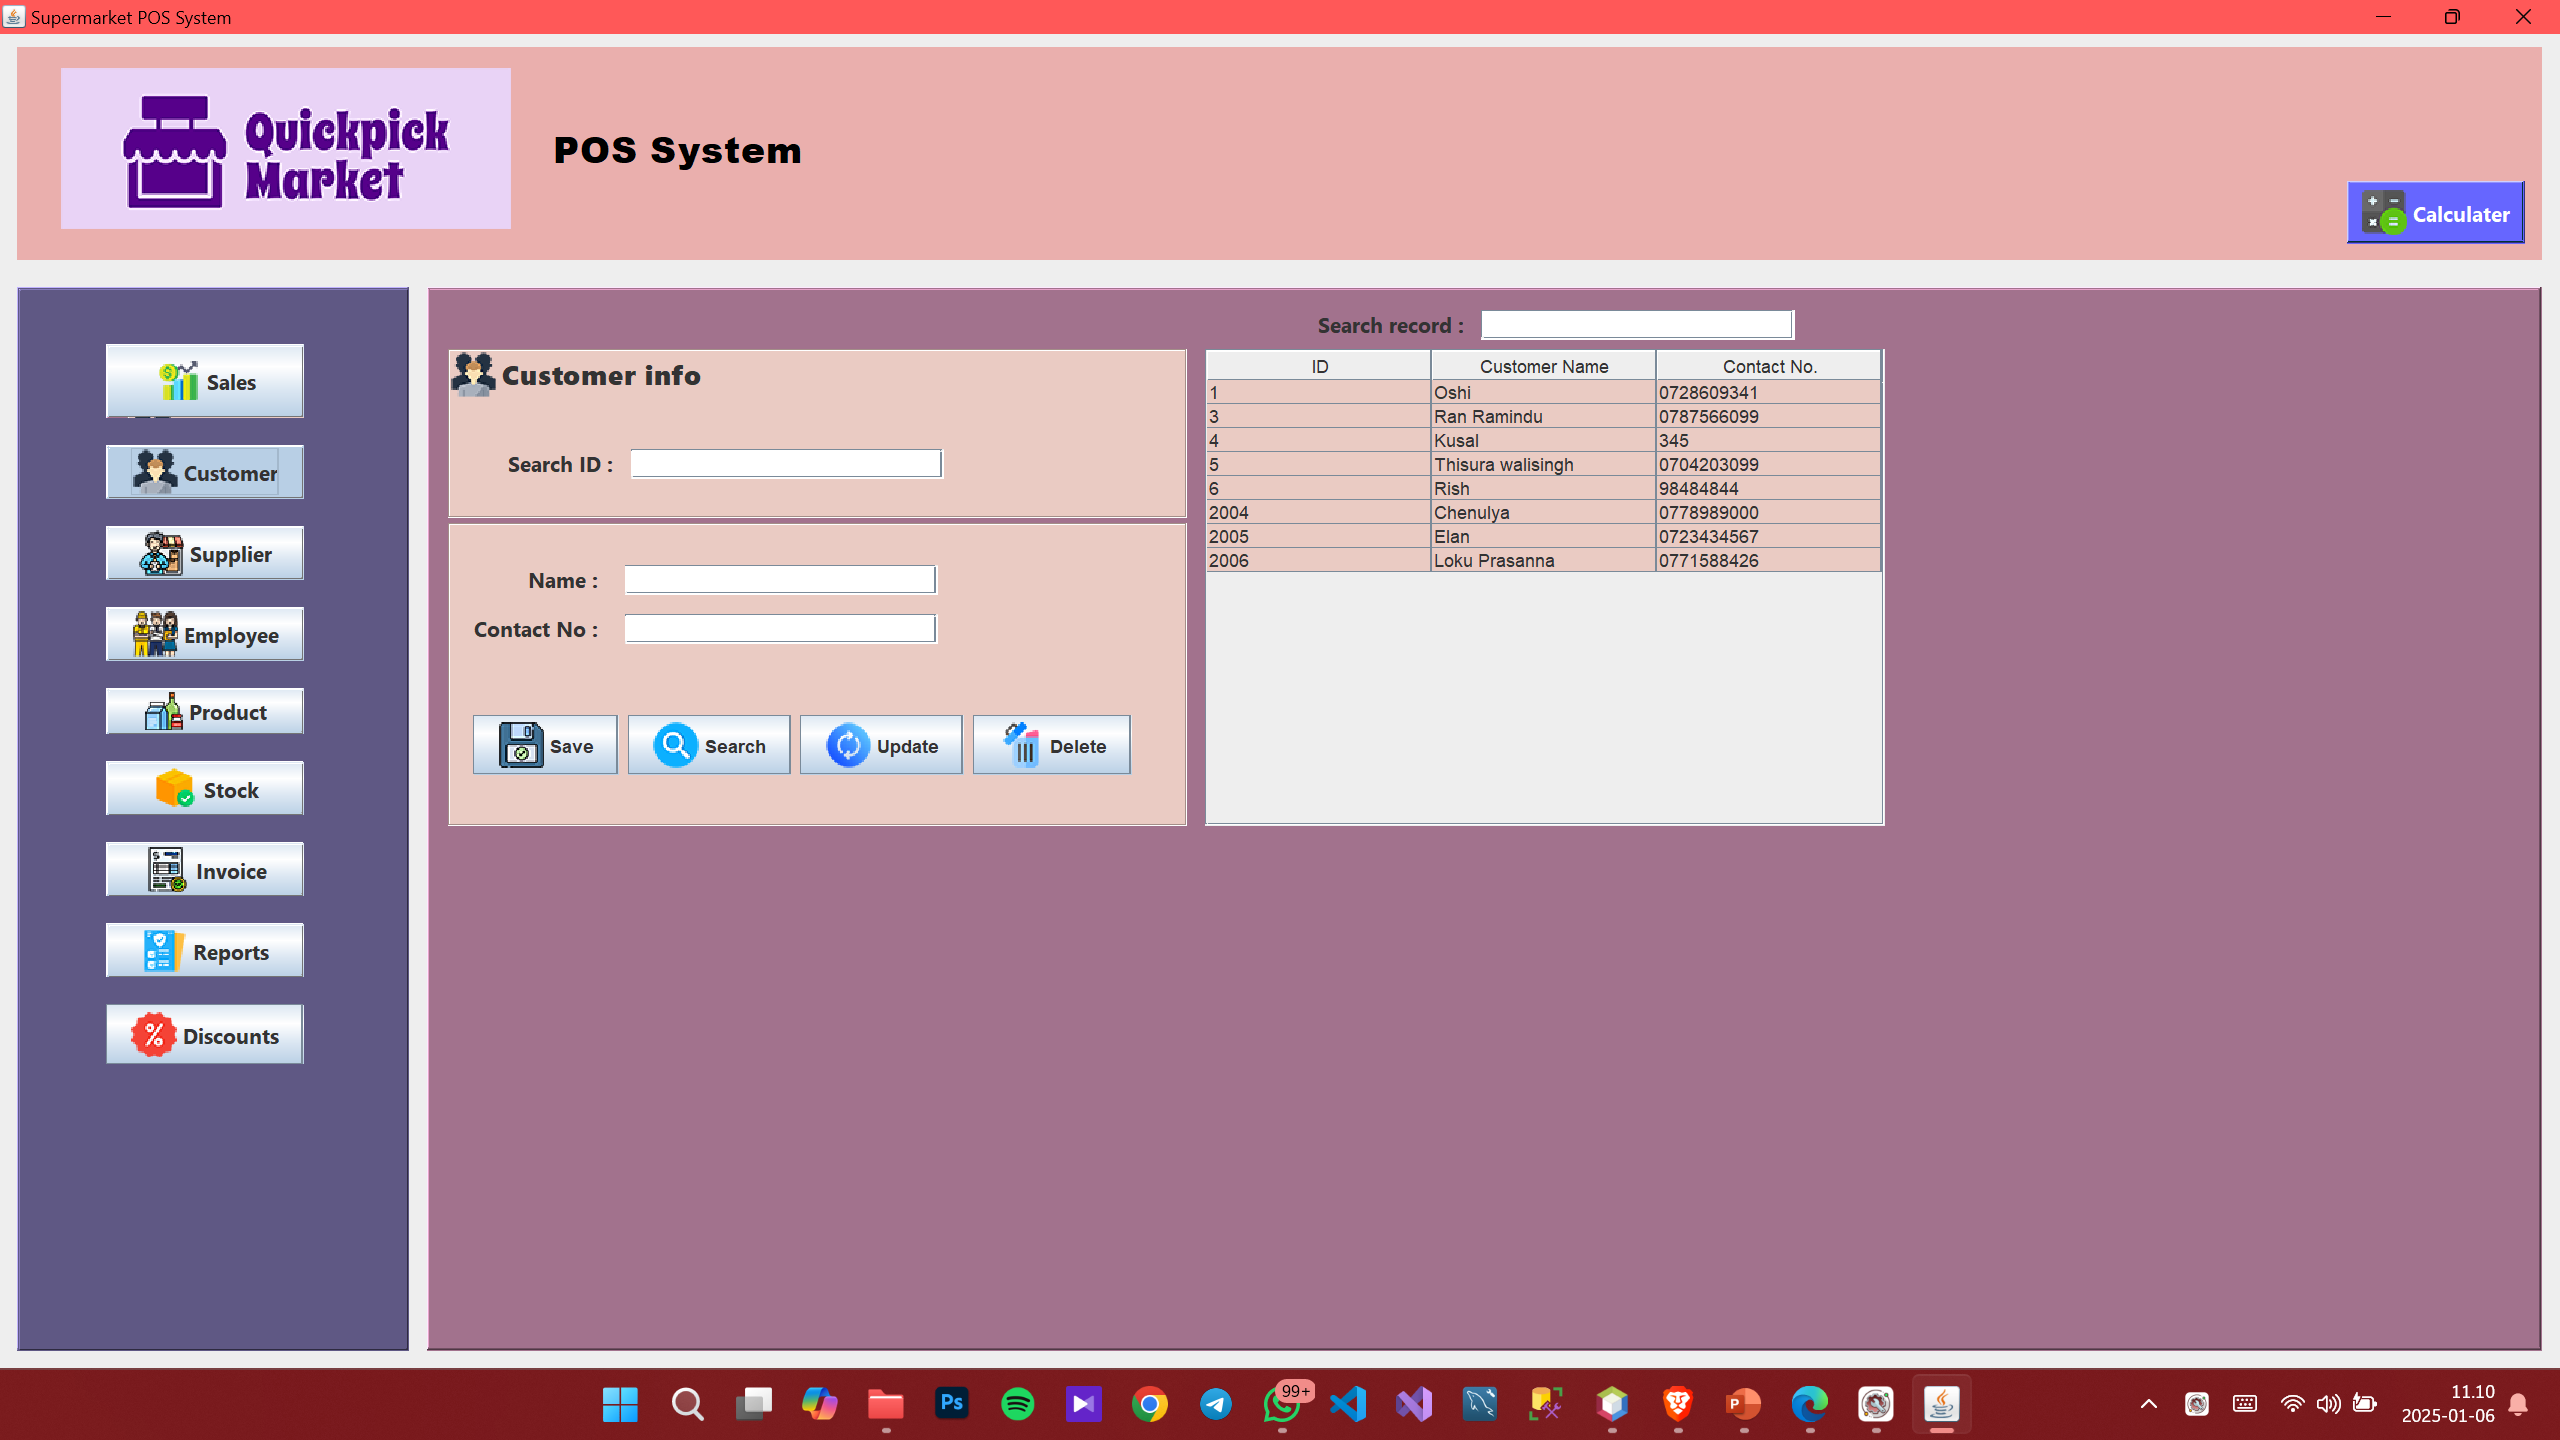 Supermarket POS System
Quickpick
Market
POS System
Calculater
Sales
Customer
Supplier
Employee
Product
Stock
Invoice
Reports
Discounts
Customer info
Search ID :
Name :
Contact No :
Save
Search
Update
Delete
Search record :
ID Customer Name Contact No.
1 Oshi 0728609341
3 Ran Ramindu 0787566099
4 Kusal 345
5 Thisura walisingh 0704203099
6 Rish 98484844
2004 Chenulya 0778989000
2005 Elan 0723434567
2006 Loku Prasanna 0771588426
Ps
99+
P
11.10
2025-01-06